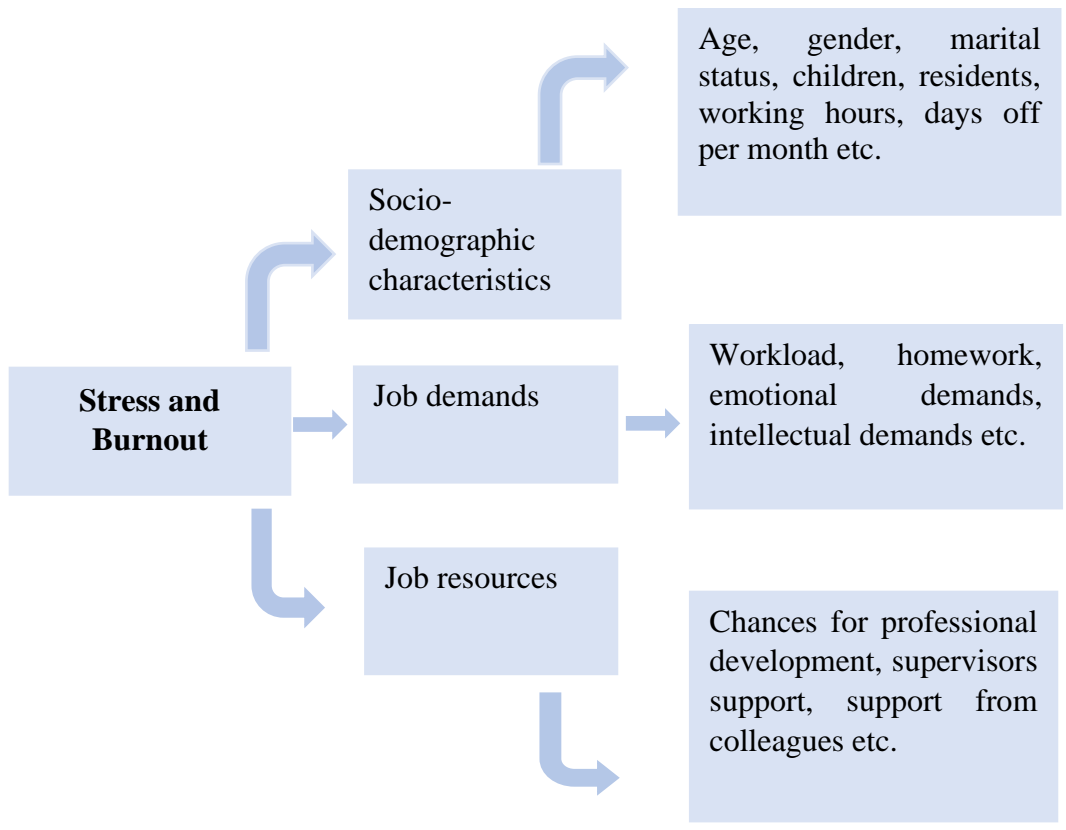 Age, gender, marital
status, children, residents,
working hours, days off
per month etc.
Socio-
demographic
characteristics
Workload, homework,
emotional demands,
intellectual demands etc.
Stress and
Burnout
Job demands
Job resources
Chances for professional
development, supervisors
support, support from
colleagues etc.